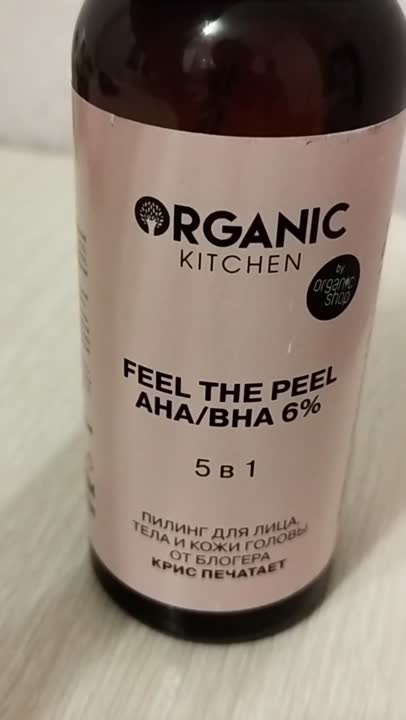 ORGANIC
KITCHEN
by
organic
shop
FEEL THE PEEL
AHA/BHA 6%
5 в 1
ПИЛИНГ ДЛЯ ЛИЦА,
ТЕЛА И КОЖИ ГОЛОВЫ
ОТ БЛОГЕРА
КРИС ПЕЧАТАЕТ